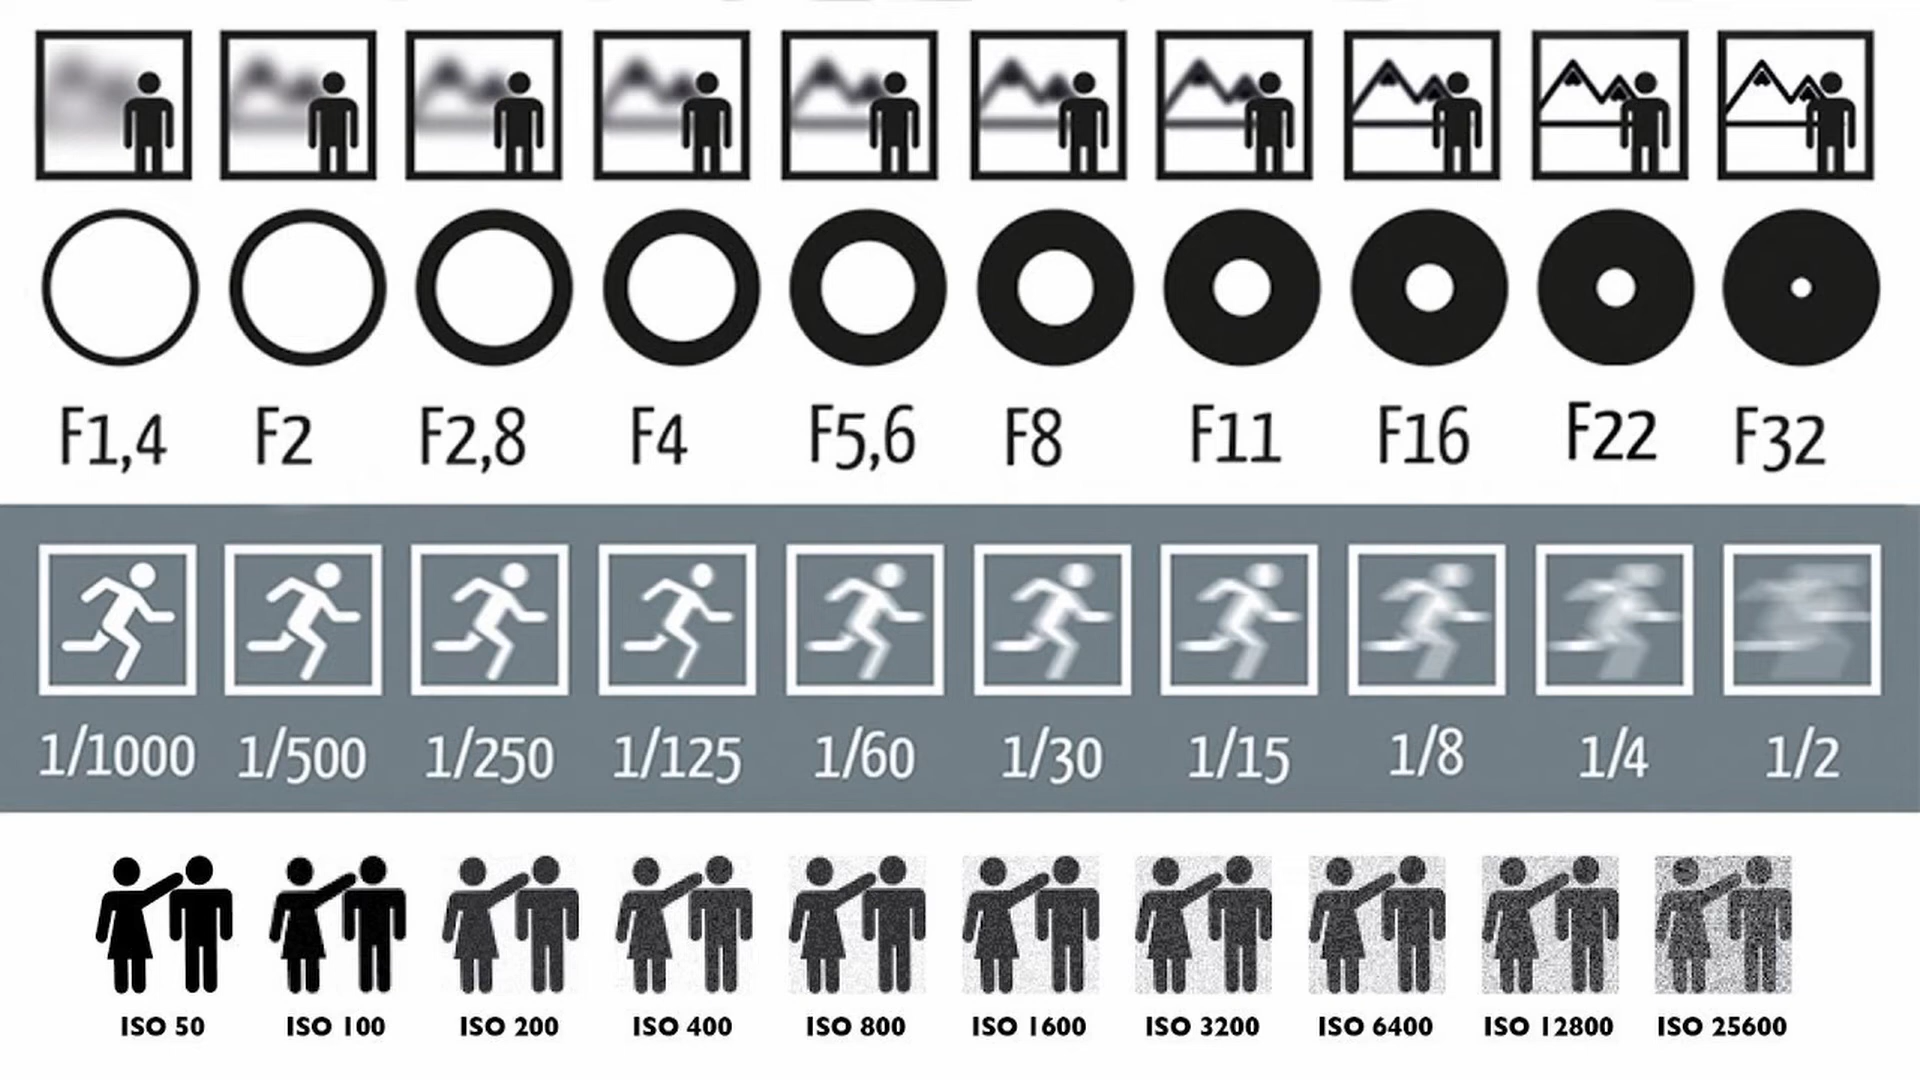 F1,4 F2 F2,8 F4 F5,6 F8 F11 F16 F22 F32
1/1000 1/500 1/250 1/125 1/60 1/30 1/15 1/8 1/4 1/2
ISO 50 ISO 100 ISO 200 ISO 400 ISO 800 ISO 1600 ISO 3200 ISO 6400 ISO 12800 ISO 25600